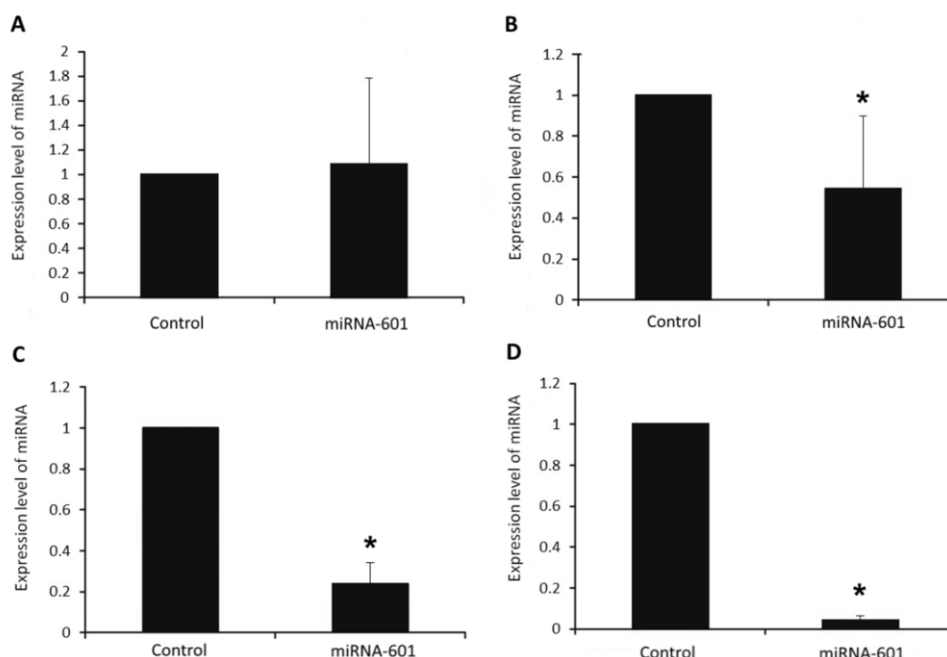 A
Expression level of miRNA
2
1.8
1.6
1.4
1.2
1
0.8
0.6
0.4
0.2
0
Control miRNA-601
B
Expression level of miRNA
1.2
1
0.8
0.6
0.4
0.2
0
*
Control miRNA-601
C
Expression level of miRNA
1.2
1
0.8
0.6
0.4
0.2
0
*
Control miRNA-601
D
Expression level of miRNA
1.2
1
0.8
0.6
0.4
0.2
0
*
Control miRNA-601